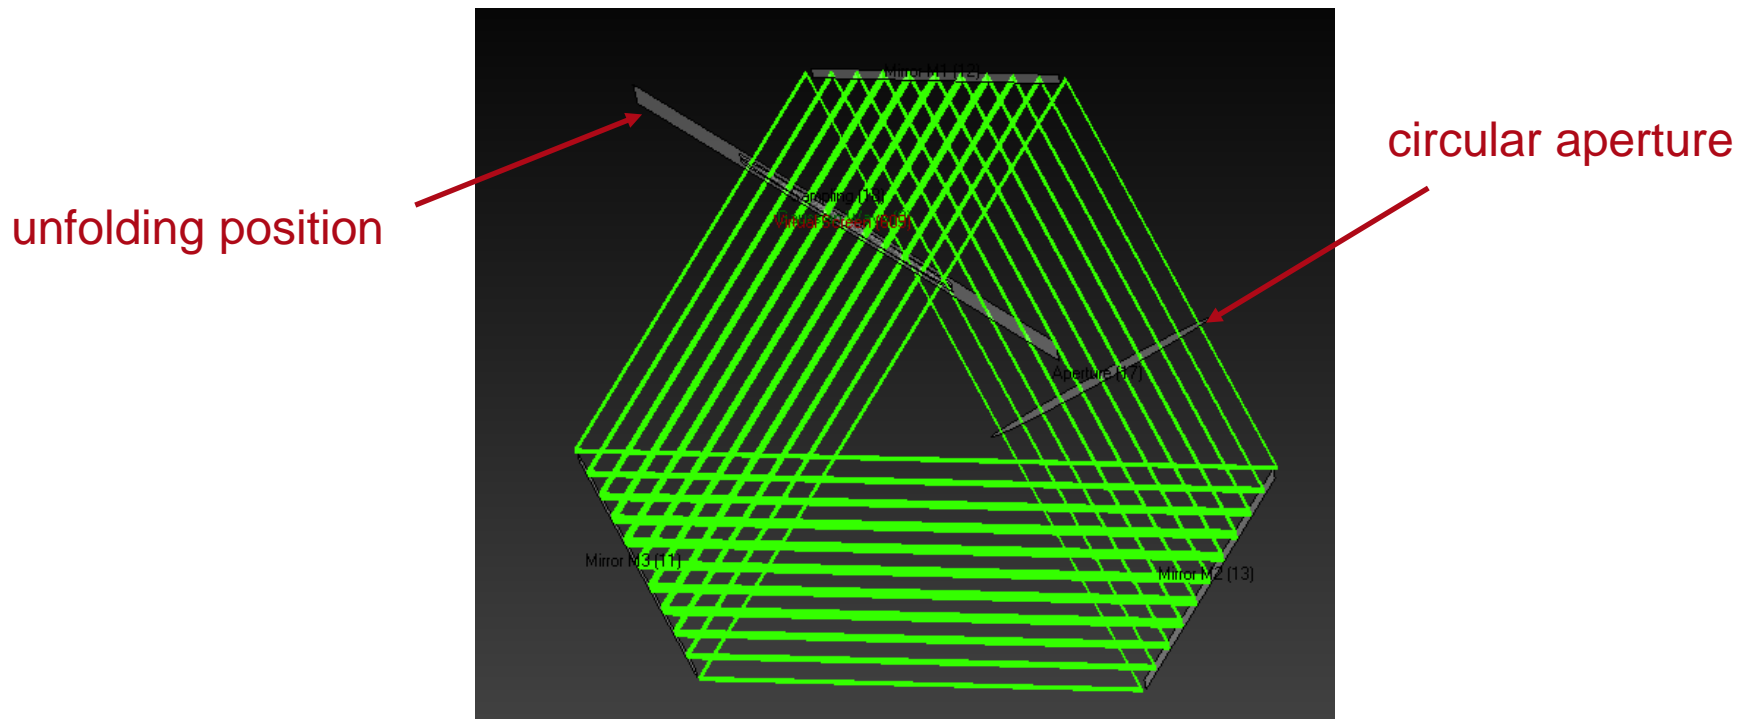 Mirror M1 (12)
circular aperture
unfolding position
Aperture (17)
Mirror M3 (11)
Mirror M2 (13)